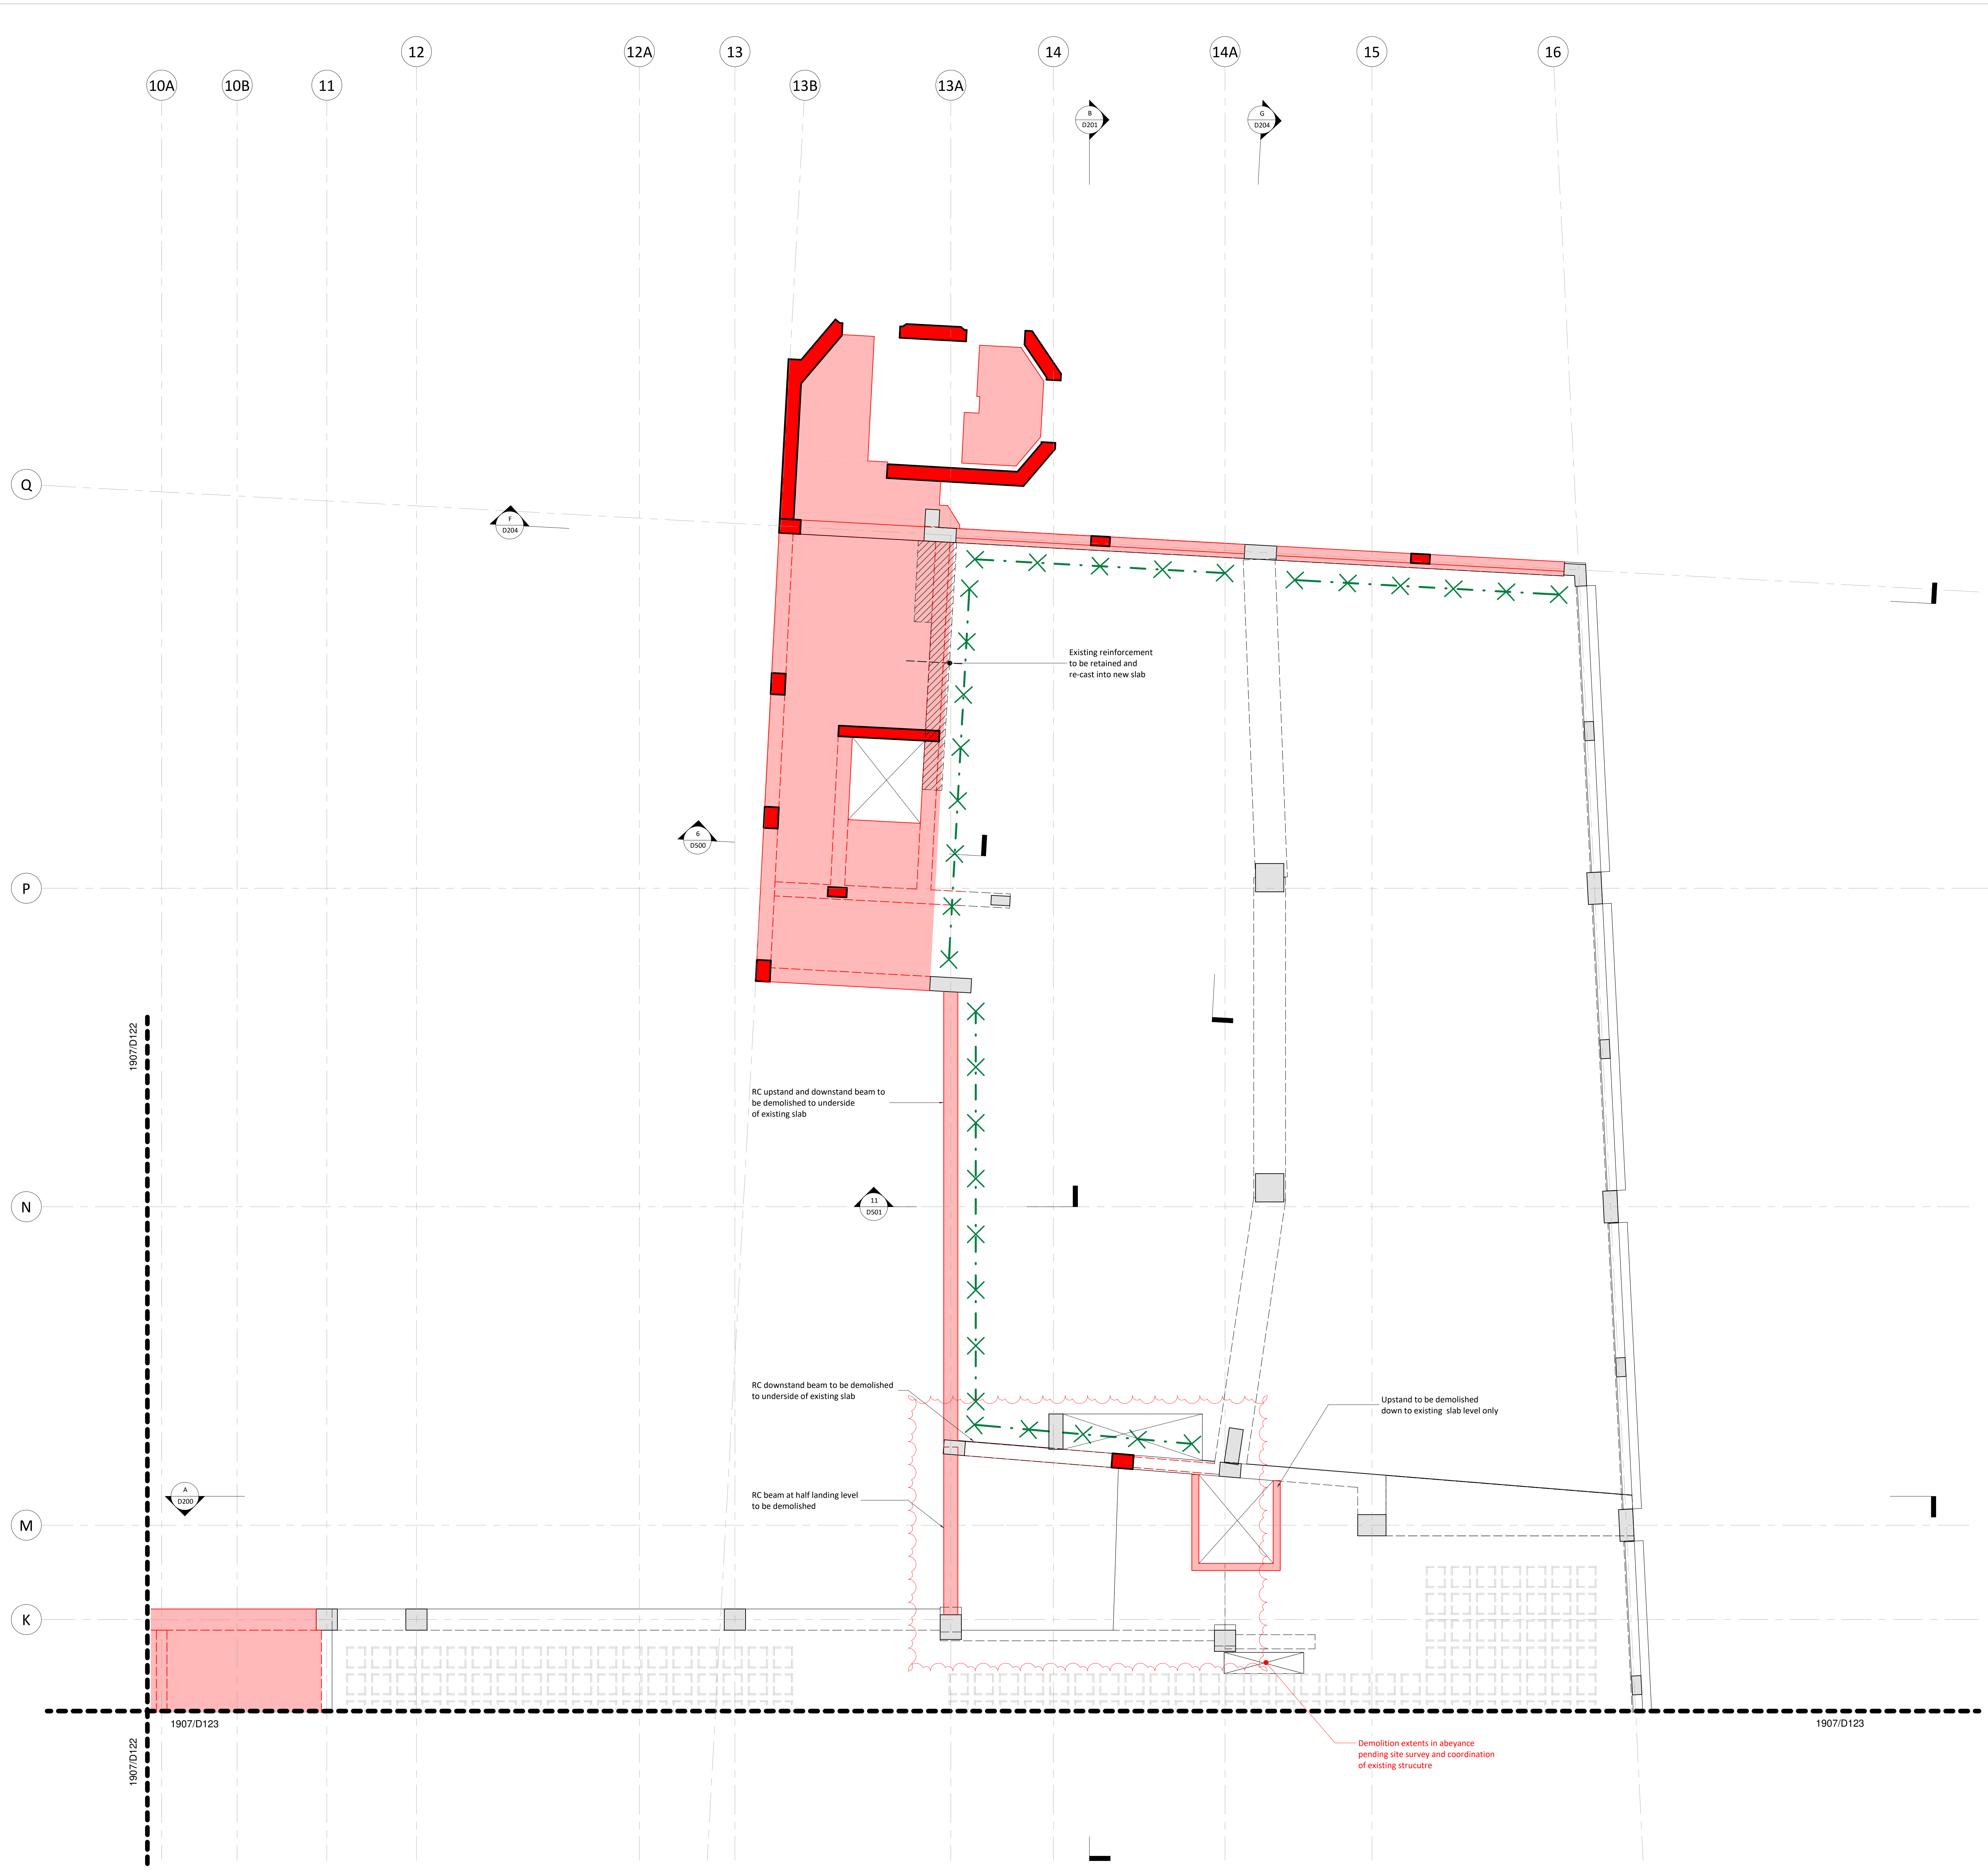 12
12A
13
14
14A
15
16
10A
10B
11
13B
13A
B
D201
G
D204
Q
F
D204
Existing reinforcement
to be retained and
re-cast into new slab
6
D500
P
1907/D122
RC upstand and downstand beam to
be demolished to underside
of existing slab
N
11
D501
RC downstand beam to be demolished
to underside of existing slab
Upstand to be demolished
down to existing slab level only
A
D200
RC beam at half landing level
to be demolished
M
K
1907/D123
1907/D123
1907/D122
Demolition extents in abeyance
pending site survey and coordination
of existing strucutre